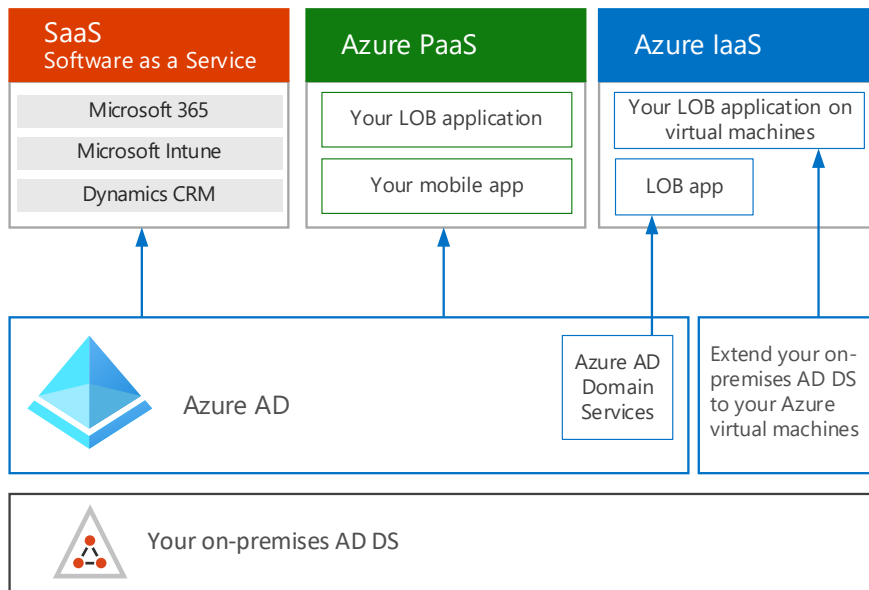 SaaS
Software as a Service
Azure PaaS
Azure IaaS
Microsoft 365
Microsoft Intune
Dynamics CRM
Your LOB application
Your mobile app
Your LOB application on
virtual machines
LOB app
Azure AD
Azure AD
Domain
Services
Extend your on-
premises AD DS
to your Azure
virtual machines
Your on-premises AD DS